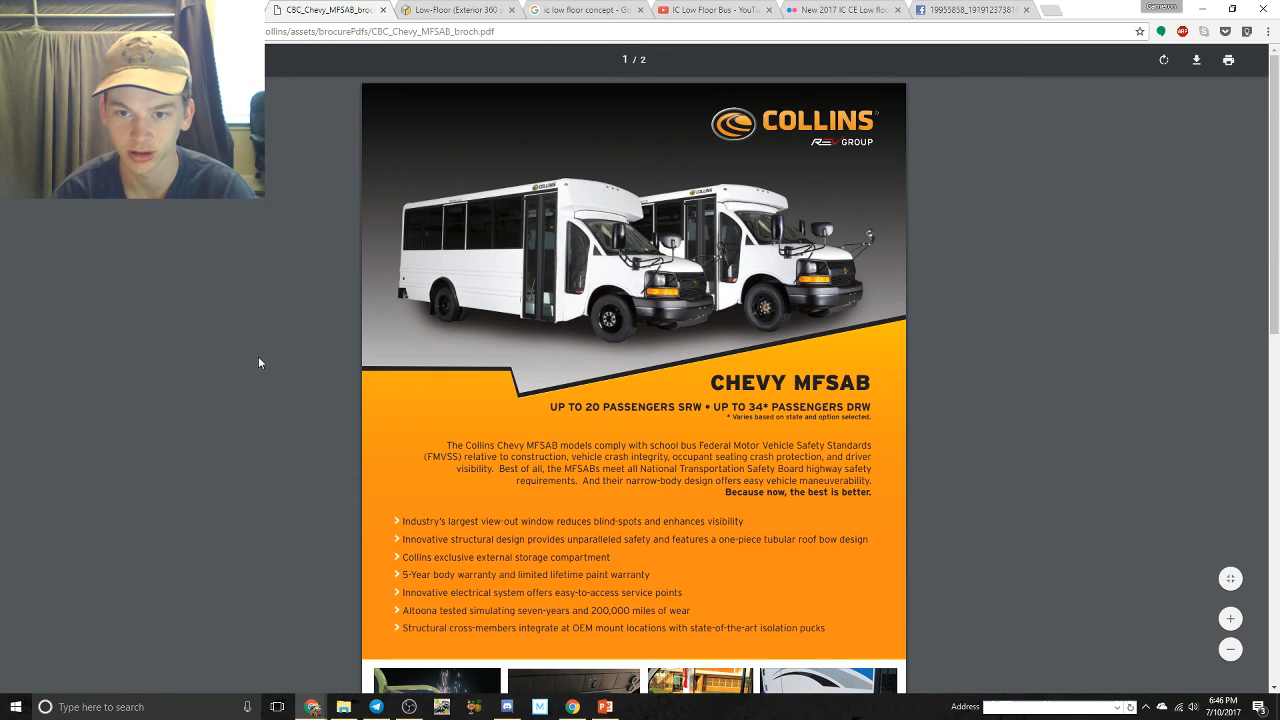 CBC_Chevy_MFSAB_broc
Low-Floor (Exterior 360
ic low floor concept - Go
IC Low Floor Bus - YouTu
New 2017 IC CE Low floo
19955858_191912373810
Cameron
ollins/assets/brocurePdfs/CBC_Chevy_MFSAB_broch.pdf
1 / 2
COLLINS
REV GROUP
COLLINS
COLLINS
CHEVY MFSAB
UP TO 20 PASSENGERS SRW • UP TO 34* PASSENGERS DRW
* Varies based on state and option selected.
The Collins Chevy MFSAB models comply with school bus Federal Motor Vehicle Safety Standards
(FMVSS) relative to construction, vehicle crash integrity, occupant seating crash protection, and driver
visibility. Best of all, the MFSABs meet all National Transportation Safety Board highway safety
requirements. And their narrow-body design offers easy vehicle maneuverability.
Because now, the best is better.
Industry's largest view-out window reduces blind-spots and enhances visibility
Innovative structural design provides unparalleled safety and features a one-piece tubular roof bow design
Collins exclusive external storage compartment
5-Year body warranty and limited lifetime paint warranty
Innovative electrical system offers easy-to-access service points
Altoona tested simulating seven-years and 200,000 miles of wear
Structural cross-members integrate at OEM mount locations with state-of-the-art isolation pucks
Type here to search
Address
6:46 PM
7/10/2017